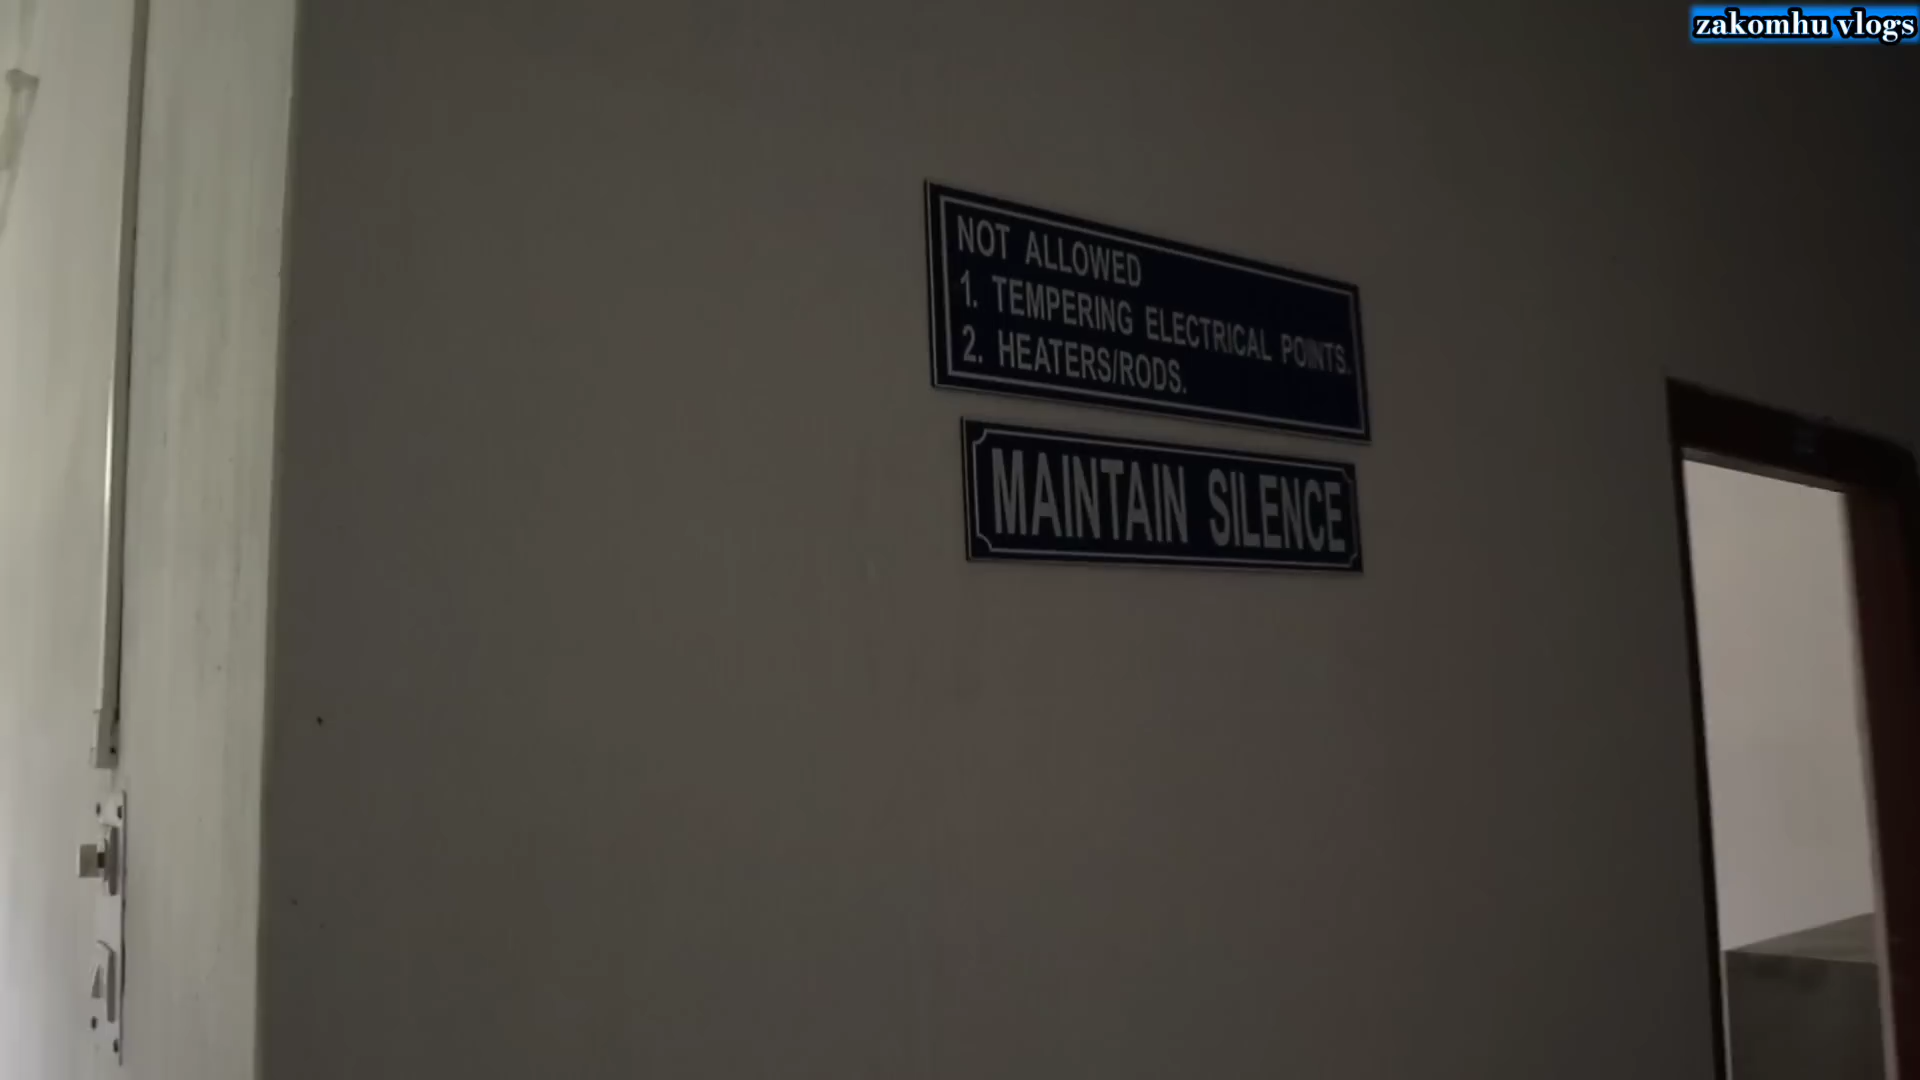 zakomhu vlogs
NOT ALLOWED
1. TEMPERING ELECTRICAL POINTS.
2. HEATERS/RODS.
MAINTAIN SILENCE